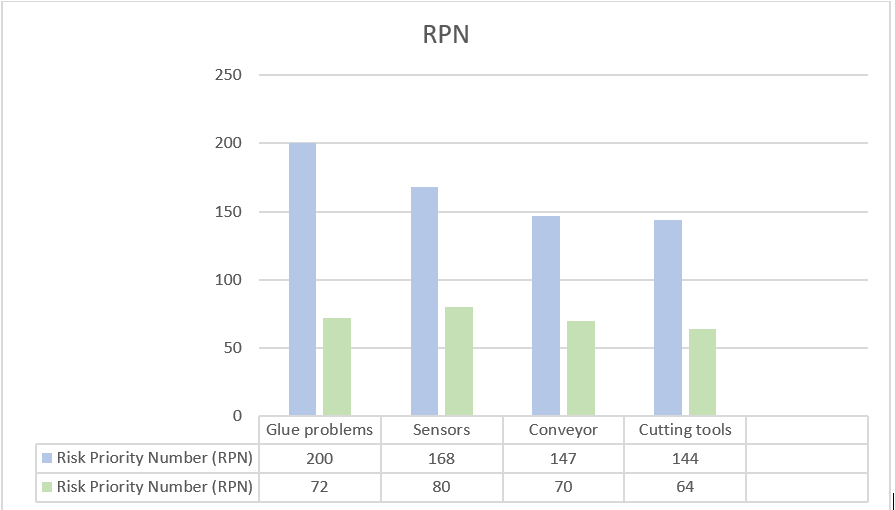 RPN
250
200
150
100
50
0
Glue problems Sensors Conveyor Cutting tools
Risk Priority Number (RPN) 200 168 147 144
Risk Priority Number (RPN) 72 80 70 64